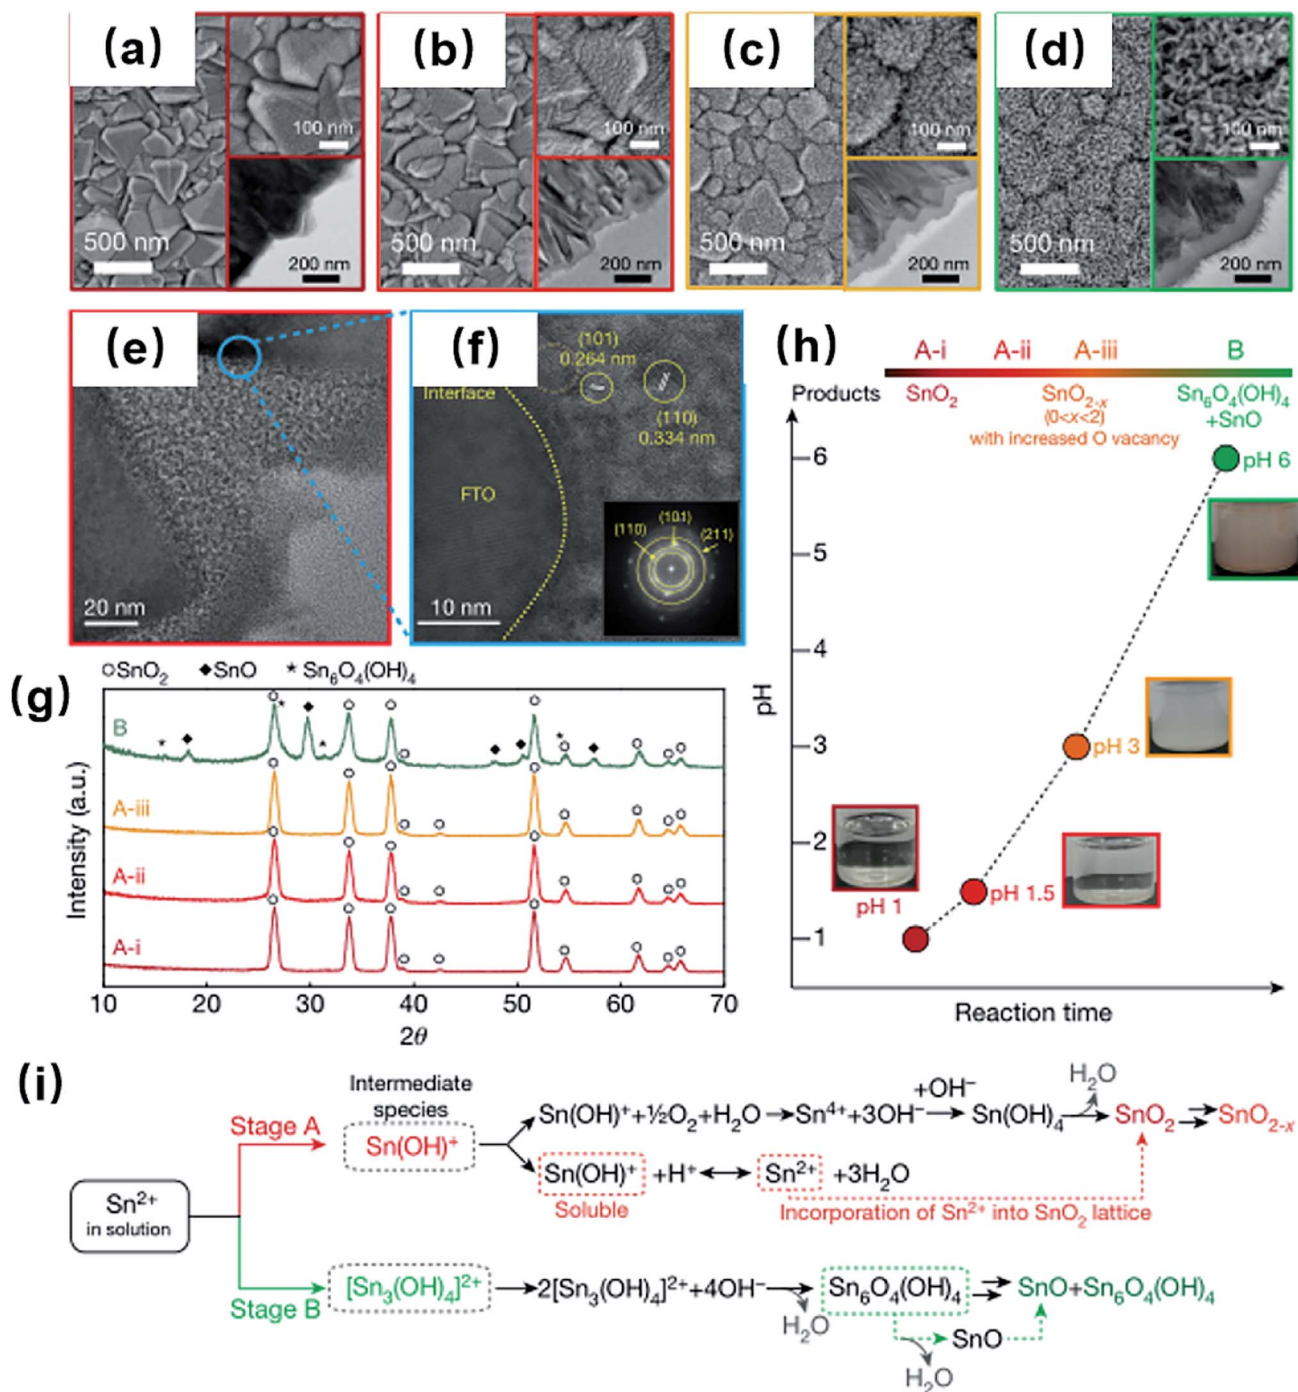 (a)
100 nm
500 nm
200 nm
(b)
100 nm
500 nm
200 nm
(c)
100 nm
500 nm
200 nm
(d)
100 nm
500 nm
200 nm
(e)
20 nm
(f)
(101)
0.264 nm
Interface
(110)
0.334 nm
FTO
(110)
(101)
(211)
10 nm
(g)
○SnO₂ ◆SnO ★Sn₆O₄(OH)₄
B
A-iii
A-ii
A-i
Intensity (a.u.)
10 20 30 40 50 60 70
2θ
(h)
A-i A-ii A-iii B
Products
SnO₂
SnO₂₋ₓ
(0<x<2)
with increased O vacancy
Sn₆O₄(OH)₄
+SnO
6
5
4
3
2
1
pH
pH 6
pH 3
pH 1.5
pH 1
Reaction time
(i)
Sn²⁺
in solution
Stage A
Intermediate
species
Sn(OH)⁺
Sn(OH)⁺+½O₂+H₂O→Sn⁴⁺+3OH⁻ +OH⁻ → Sn(OH)₄ → H₂O SnO₂ → SnO₂₋ₓ
Sn(OH)⁺ +H⁺ ↔ Sn²⁺ +3H₂O
Soluble
Incorporation of Sn²⁺ into SnO₂ lattice
Stage B
[Sn₃(OH)₄]²⁺ → 2[Sn₃(OH)₄]²⁺+4OH⁻ → Sn₆O₄(OH)₄ → SnO+Sn₆O₄(OH)₄
H₂O
SnO
H₂O